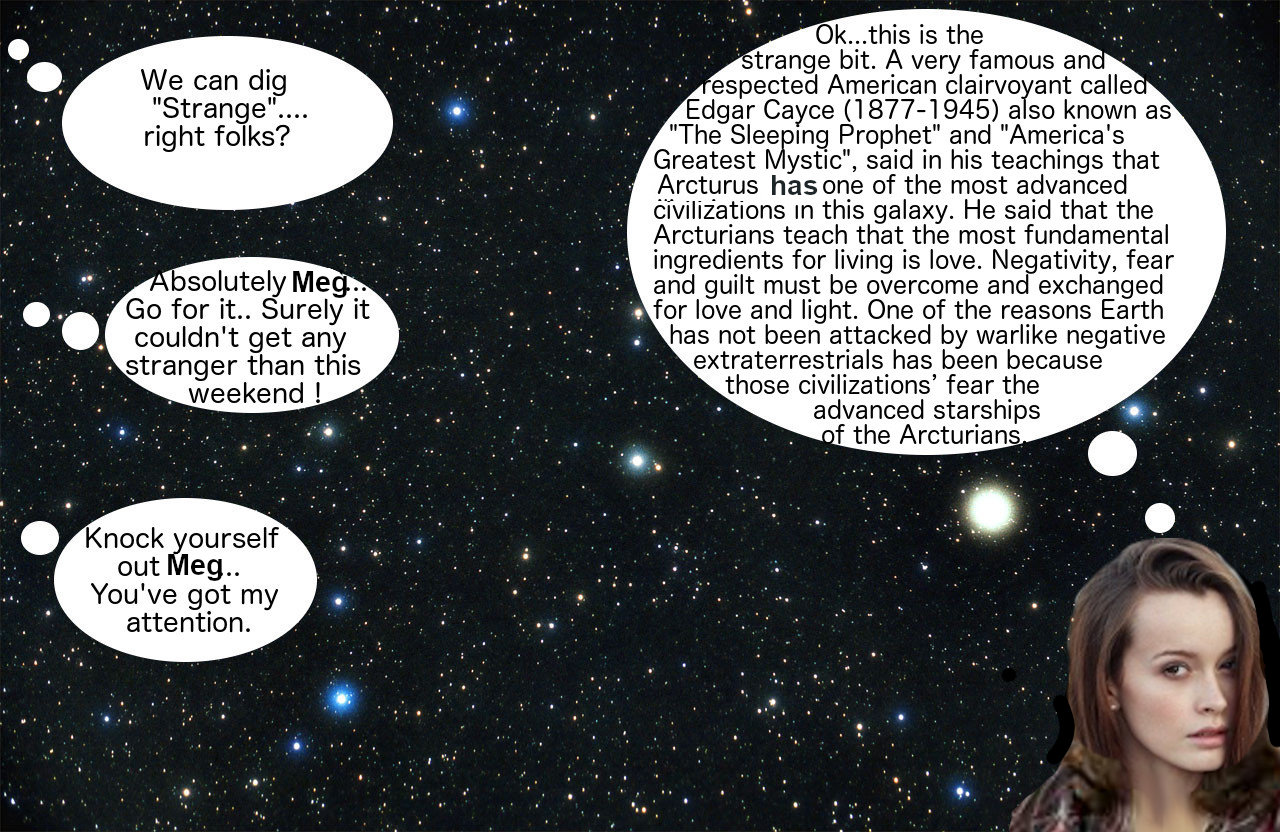 We can dig
"Strange"....
right folks?
Absolutely Meg..
Go for it.. Surely it
couldn't get any
stranger than this
weekend !
Knock yourself
out Meg..
You've got my
attention.
Ok...this is the
strange bit. A very famous and
respected American clairvoyant called
Edgar Cayce (1877-1945) also known as
"The Sleeping Prophet" and "America's
Greatest Mystic", said in his teachings that
Arcturus has one of the most advanced
civilizations in this galaxy. He said that the
Arcturians teach that the most fundamental
ingredients for living is love. Negativity, fear
and guilt must be overcome and exchanged
for love and light. One of the reasons Earth
has not been attacked by warlike negative
extraterrestrials has been because
those civilizations’ fear the
advanced starships
of the Arcturians.